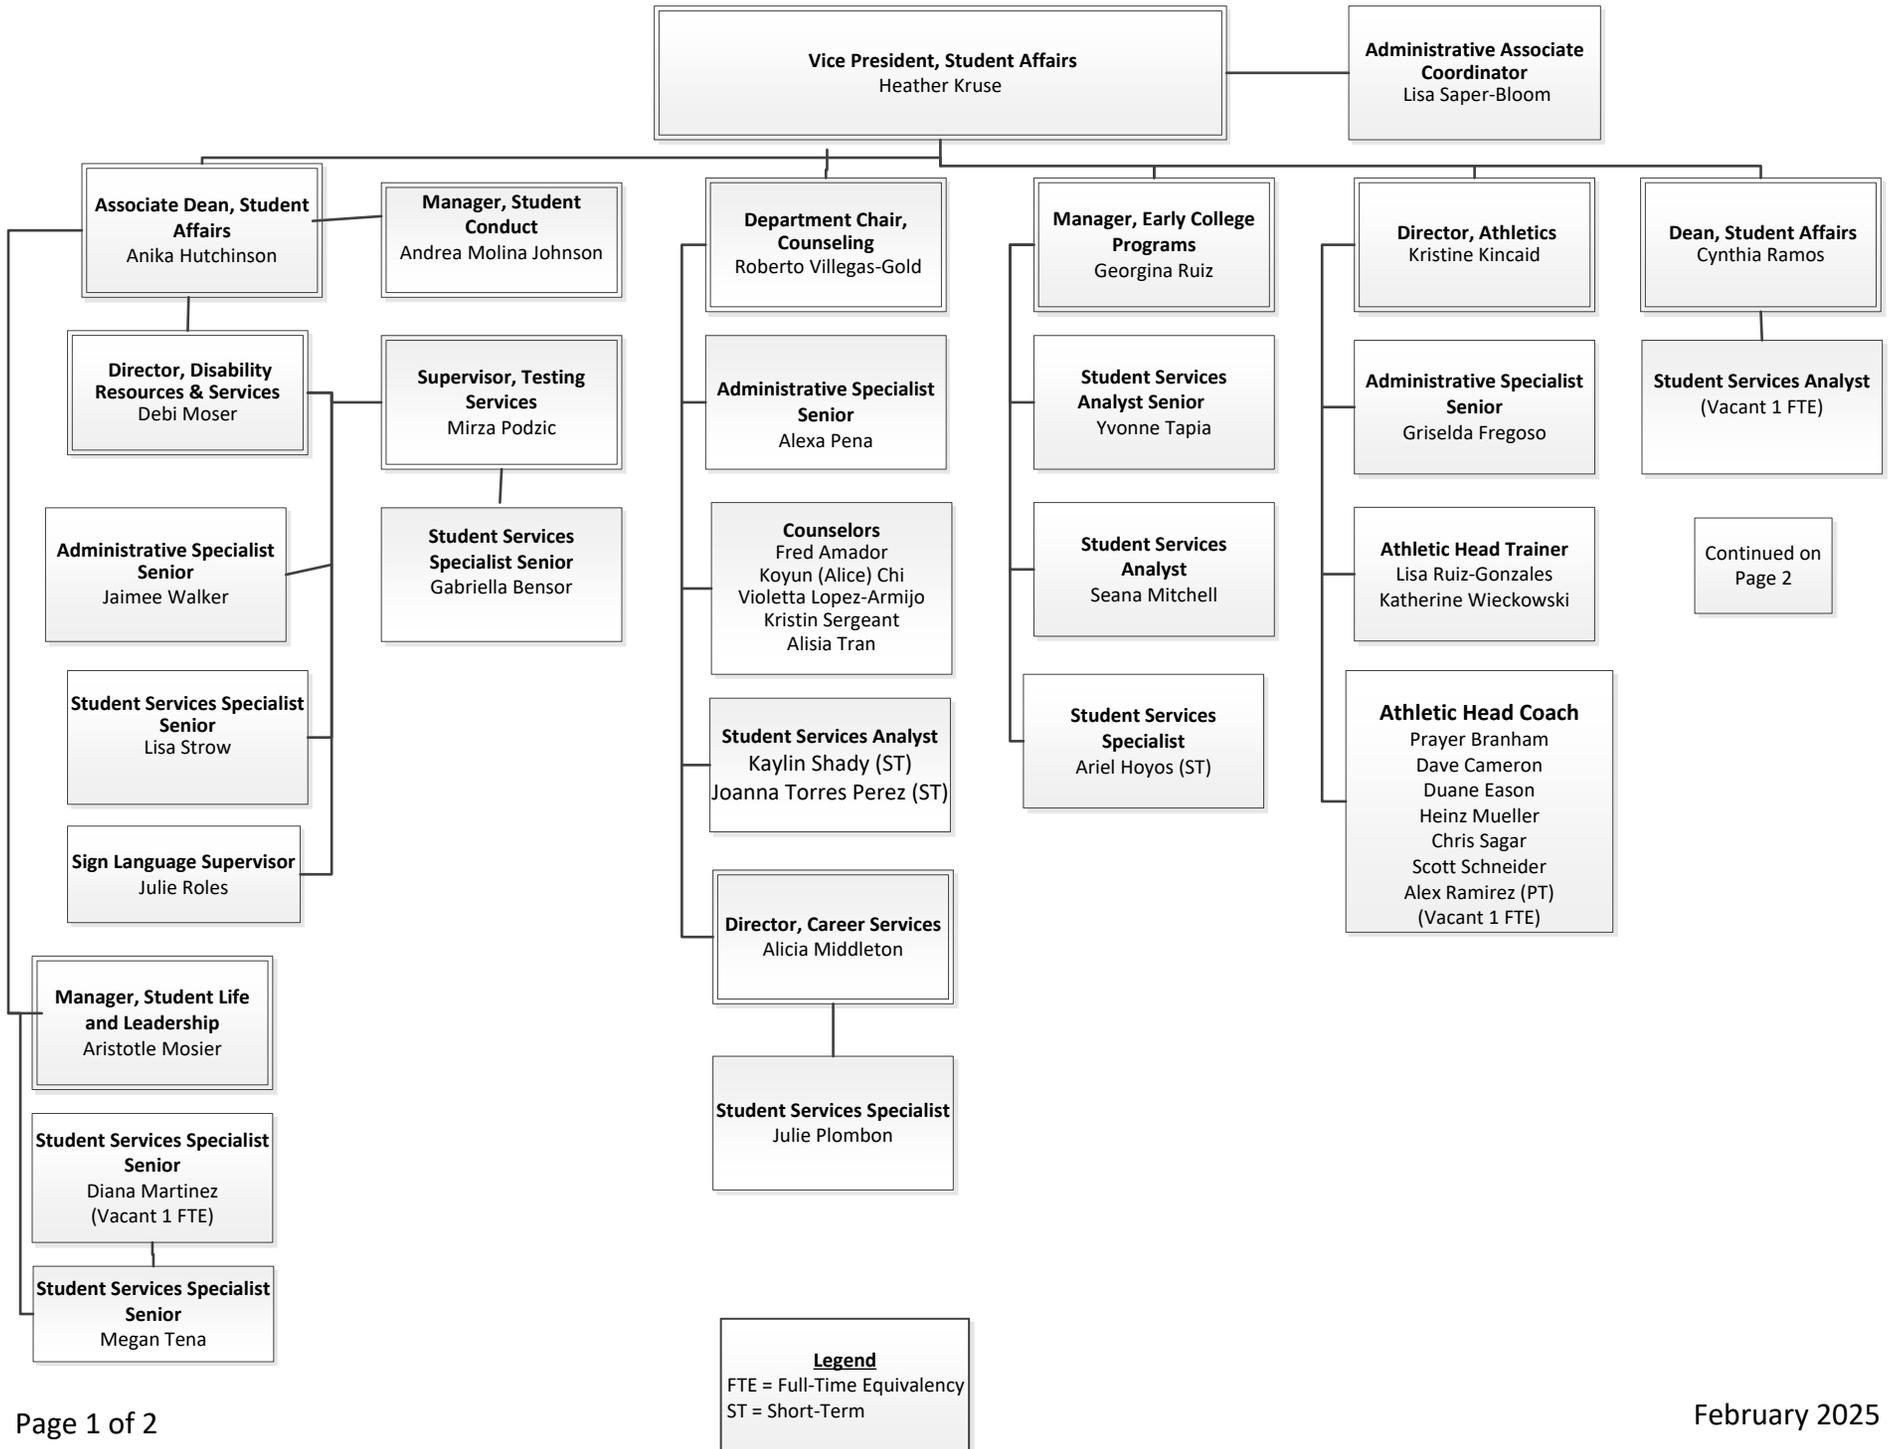 Vice President, Student Affairs
Heather Kruse
Administrative Associate
Coordinator
Lisa Saper-Bloom
Associate Dean, Student
Affairs
Anika Hutchinson
Manager, Student
Conduct
Andrea Molina Johnson
Department Chair,
Counseling
Roberto Villegas-Gold
Manager, Early College
Programs
Georgina Ruiz
Director, Athletics
Kristine Kincaid
Dean, Student Affairs
Cynthia Ramos
Director, Disability
Resources & Services
Debi Moser
Supervisor, Testing
Services
Mirza Podzic
Administrative Specialist
Senior
Alexa Pena
Student Services
Analyst Senior
Yvonne Tapia
Administrative Specialist
Senior
Griselda Fregoso
Student Services Analyst
(Vacant 1 FTE)
Administrative Specialist
Senior
Jaimee Walker
Student Services
Specialist Senior
Gabriella Bensor
Counselors
Fred Amador
Koyun (Alice) Chi
Violetta Lopez-Armijo
Kristin Sergeant
Alisia Tran
Student Services
Analyst
Seana Mitchell
Athletic Head Trainer
Lisa Ruiz-Gonzales
Katherine Wieckowski
Continued on
Page 2
Student Services Specialist
Senior
Lisa Strow
Student Services Analyst
Kaylin Shady (ST)
Joanna Torres Perez (ST)
Student Services
Specialist
Ariel Hoyos (ST)
Athletic Head Coach
Prayer Branham
Dave Cameron
Duane Eason
Heinz Mueller
Chris Sagar
Scott Schneider
Alex Ramirez (PT)
(Vacant 1 FTE)
Sign Language Supervisor
Julie Roles
Director, Career Services
Alicia Middleton
Manager, Student Life
and Leadership
Aristotle Mosier
Student Services Specialist
Julie Plombon
Student Services Specialist
Senior
Diana Martinez
(Vacant 1 FTE)
Student Services Specialist
Senior
Megan Tena
Legend
FTE = Full-Time Equivalency
ST = Short-Term
Page 1 of 2
February 2025